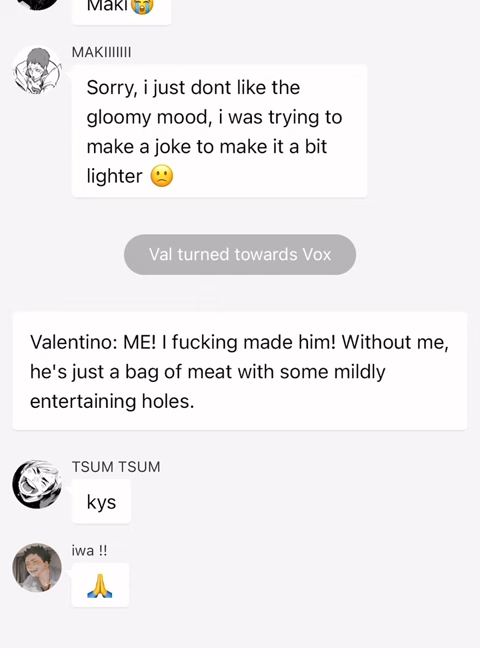 Maki😭
MAKIIIIIII
Sorry, i just dont like the
gloomy mood, i was trying to
make a joke to make it a bit
lighter 🙁
Val turned towards Vox
Valentino: ME! I fucking made him! Without me,
he's just a bag of meat with some mildly
entertaining holes.
TSUM TSUM
kys
iwa !!
🙏